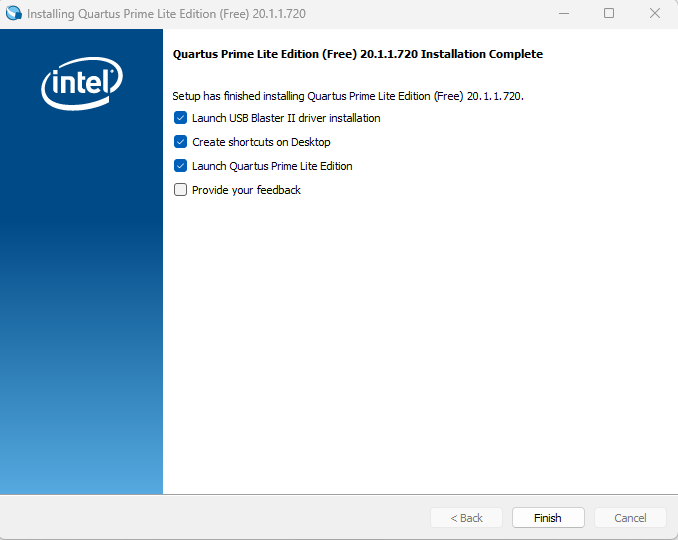 Installing Quartus Prime Lite Edition (Free) 20.1.1.720
intel
Quartus Prime Lite Edition (Free) 20.1.1.720 Installation Complete
Setup has finished installing Quartus Prime Lite Edition (Free) 20.1.1.720.
Launch USB Blaster II driver installation
Create shortcuts on Desktop
Launch Quartus Prime Lite Edition
Provide your feedback
< Back
Finish
Cancel